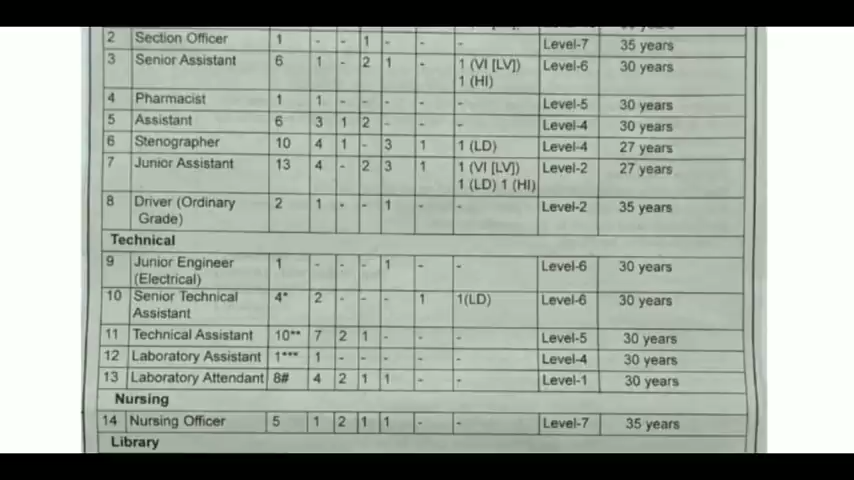 2 Section Officer 1 - - 1 - - - Level-7 35 years
3 Senior Assistant 6 1 - 2 1 - 1 (VI [LV]) Level-6 30 years
1 (HI)
4 Pharmacist 1 1 - - - - - Level-5 30 years
5 Assistant 6 3 1 2 - - - Level-4 30 years
6 Stenographer 10 4 1 - 3 1 1 (LD) Level-4 27 years
7 Junior Assistant 13 4 - 2 3 1 1 (VI [LV]) Level-2 27 years
1 (LD) 1 (HI)
8 Driver (Ordinary 2 1 - - 1 - - Level-2 35 years
Grade)
Technical
9 Junior Engineer 1 - - - 1 - - Level-6 30 years
(Electrical)
10 Senior Technical 4* 2 - - - 1 1(LD) Level-6 30 years
Assistant
11 Technical Assistant 10** 7 2 1 - - - Level-5 30 years
12 Laboratory Assistant 1*** 1 - - - - - Level-4 30 years
13 Laboratory Attendant 8# 4 2 1 1 - - Level-1 30 years
Nursing
14 Nursing Officer 5 1 2 1 1 - - Level-7 35 years
Library